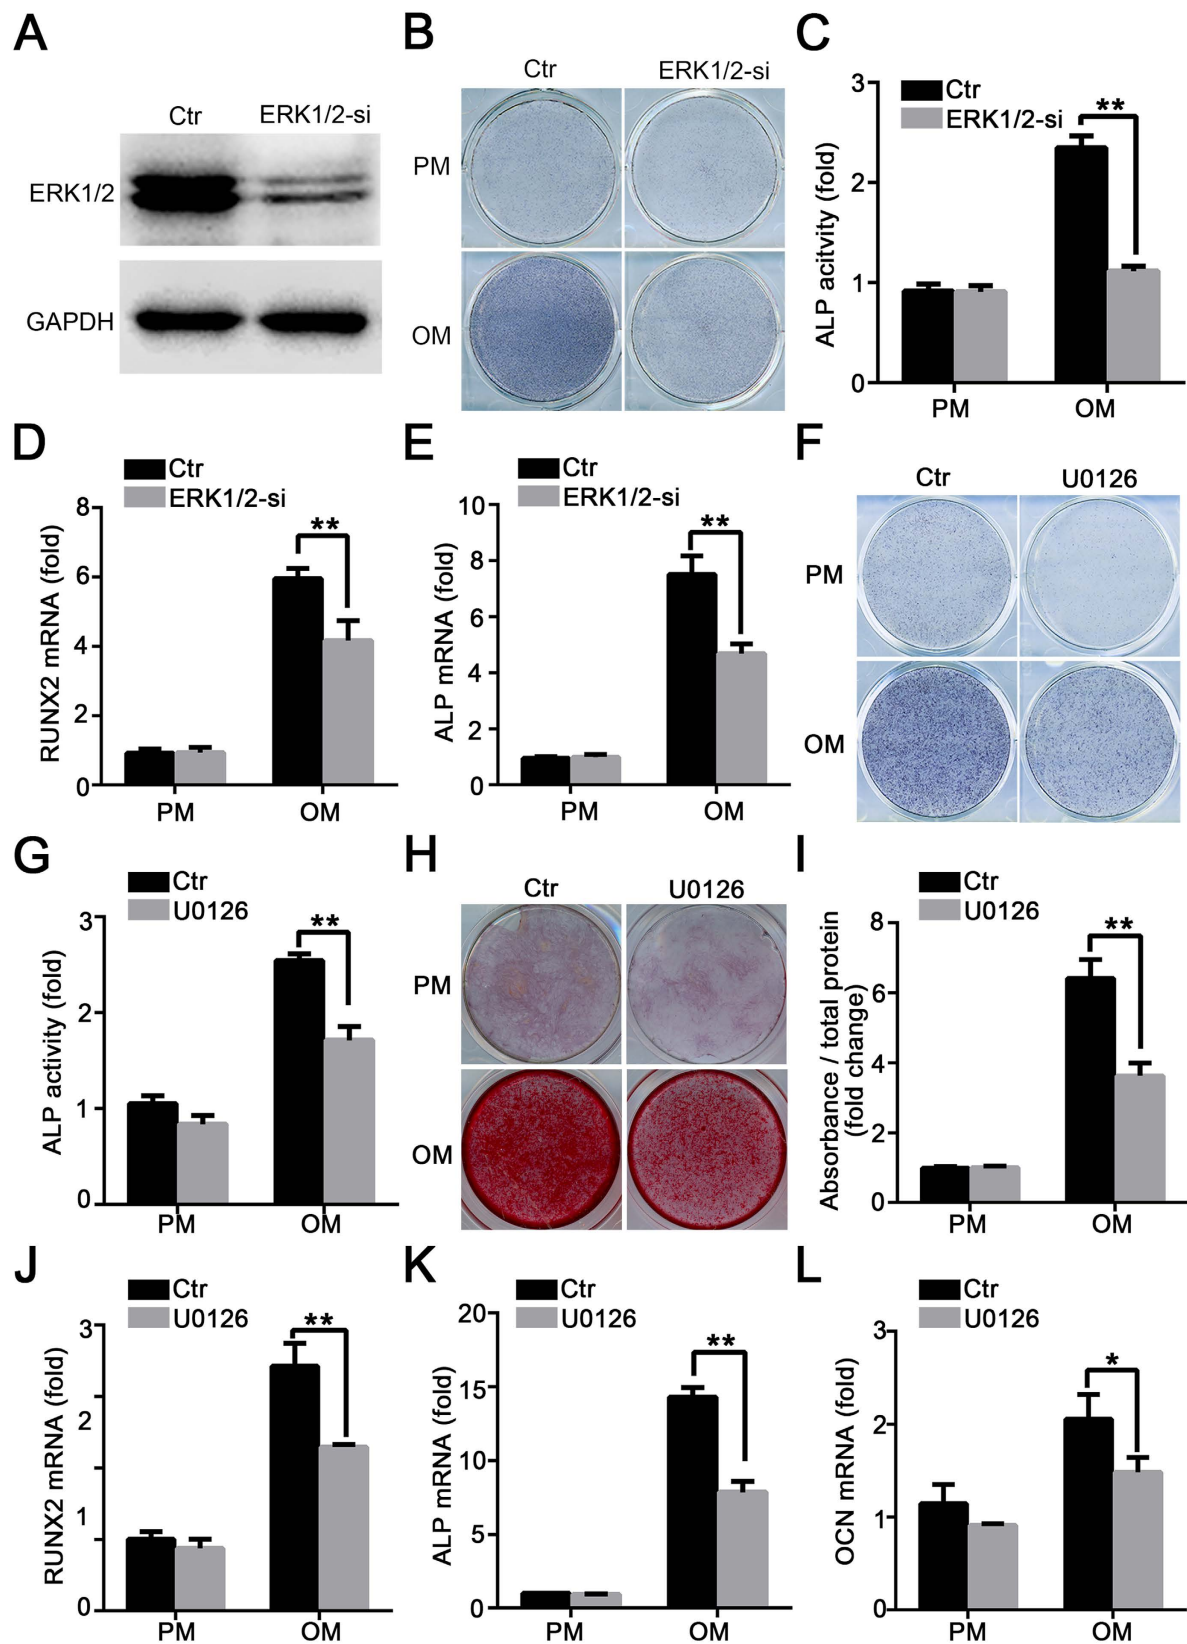 A
Ctr
ERK1/2-si
ERK1/2
GAPDH
B
Ctr
ERK1/2-si
PM
OM
C
Ctr
ERK1/2-si
**
ALP acitvity (fold)
3
2
1
0
PM
OM
D
Ctr
ERK1/2-si
**
RUNX2 mRNA (fold)
8
6
4
2
0
PM
OM
E
Ctr
ERK1/2-si
**
ALP mRNA (fold)
10
8
6
4
2
0
PM
OM
F
Ctr
U0126
PM
OM
G
Ctr
U0126
**
ALP activity (fold)
3
2
1
0
PM
OM
H
Ctr
U0126
PM
OM
I
Ctr
U0126
**
Absorbance / total protein
(fold change)
8
6
4
2
0
PM
OM
J
Ctr
U0126
**
RUNX2 mRNA (fold)
3
2
1
0
PM
OM
K
Ctr
U0126
**
ALP mRNA (fold)
20
15
10
5
0
PM
OM
L
Ctr
U0126
*
OCN mRNA (fold)
3
2
1
0
PM
OM